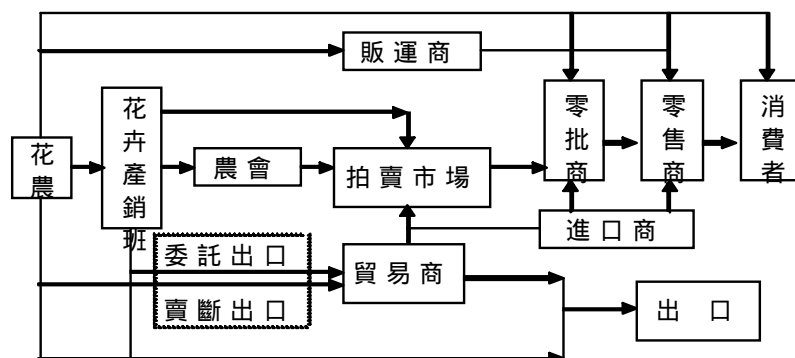 販運商
花卉產銷班
零批商
零售商
消費者
花農
農會
拍賣市場
進口商
委託出口
貿易商
賣斷出口
出 口